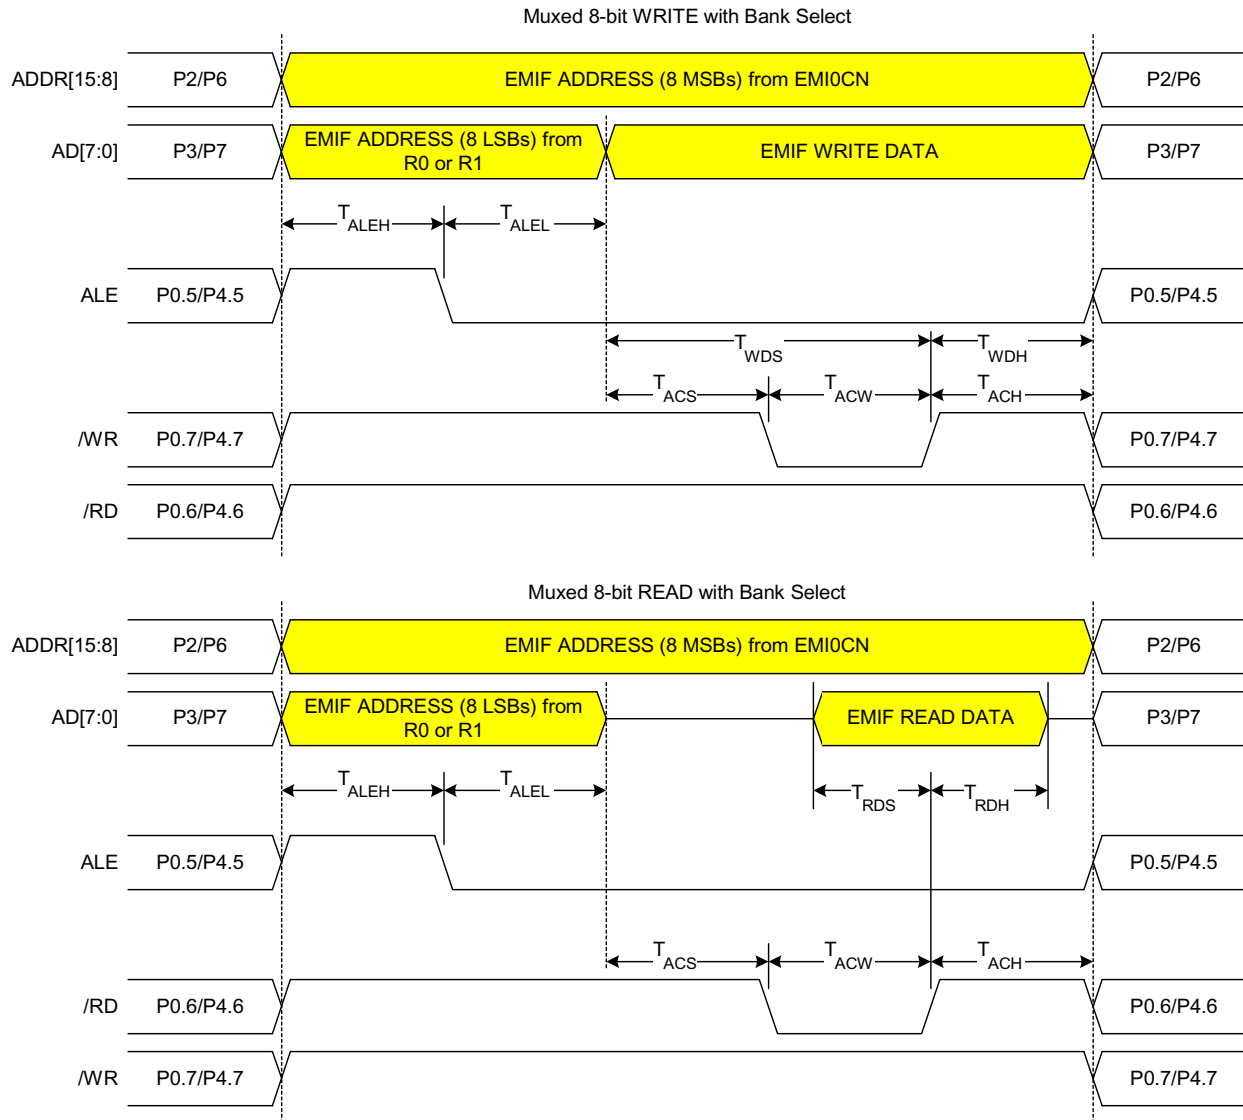 Muxed 8-bit WRITE with Bank Select
ADDR[15:8] P2/P6 EMIF ADDRESS (8 MSBs) from EMI0CN P2/P6
AD[7:0] P3/P7 EMIF ADDRESS (8 LSBs) from R0 or R1 EMIF WRITE DATA P3/P7
TALEH TALEL
ALE P0.5/P4.5 P0.5/P4.5
TWDS TWDH
TACS TACW TACH
/WR P0.7/P4.7 P0.7/P4.7
/RD P0.6/P4.6 P0.6/P4.6
Muxed 8-bit READ with Bank Select
ADDR[15:8] P2/P6 EMIF ADDRESS (8 MSBs) from EMI0CN P2/P6
AD[7:0] P3/P7 EMIF ADDRESS (8 LSBs) from R0 or R1 EMIF READ DATA P3/P7
TALEH TALEL TRDS TRDH
ALE P0.5/P4.5 P0.5/P4.5
TACS TACW TACH
/RD P0.6/P4.6 P0.6/P4.6
/WR P0.7/P4.7 P0.7/P4.7